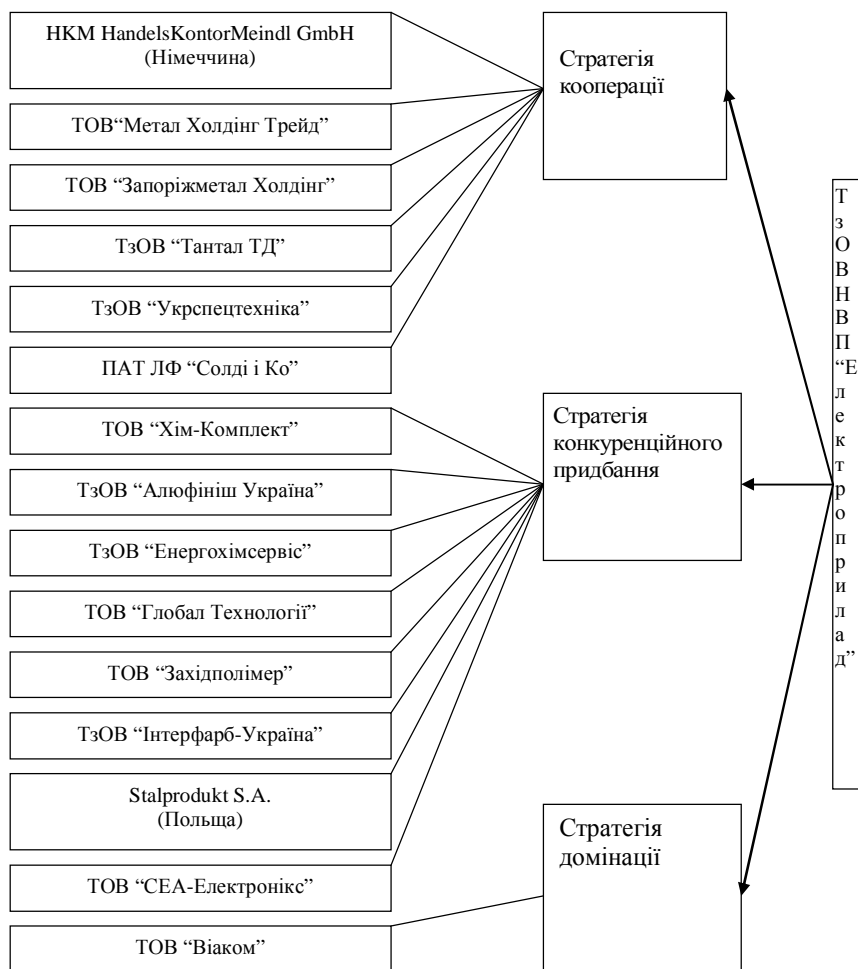 HKM HandelsKontorMeindl GmbH
(Німеччина)
ТОВ“Метал Холдінг Трейд”
ТОВ “Запоріжметал Холдінг”
ТзОВ “Тантал ТД”
ТзОВ “Укрспецтехніка”
ПАТ ЛФ “Солді і Ко”
ТОВ “Хім-Комплект”
ТзОВ “Алюфініш Україна”
ТзОВ “Енергохімсервіс”
ТОВ “Глобал Технології”
ТОВ “Західполімер”
ТзОВ “Інтерфарб-Україна”
Stalprodukt S.A.
(Польща)
ТОВ “СЕА-Електронікс”
ТОВ “Віаком”
Стратегія
кооперації
Стратегія
конкуренційного
придбання
Стратегія
домінації
Т
з
О
В
Н
В
П
“Е
л
е
к
т
р
о
п
р
и
л
а
д”